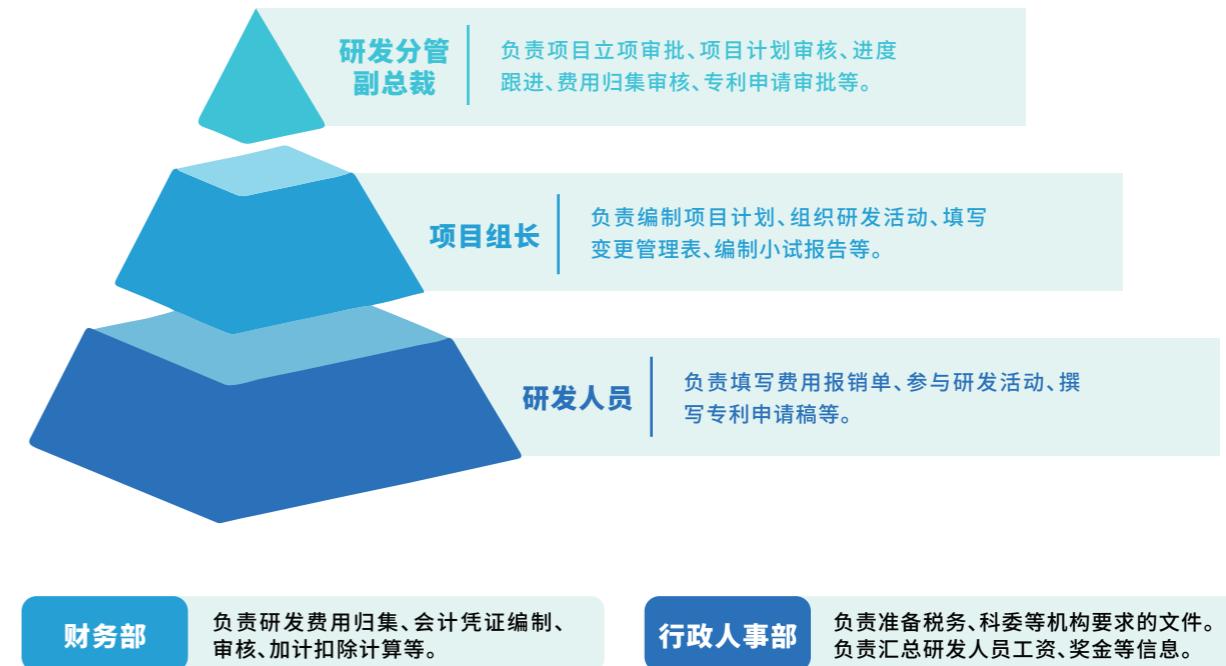 研发分管
副总裁
负责项目立项审批、项目计划审核、进度
跟进、费用归集审核、专利申请审批等。
项目组长
负责编制项目计划、组织研发活动、填写
变更管理表、编制小试报告等。
研发人员
负责填写费用报销单、参与研发活动、撰
写专利申请稿等。
财务部
负责研发费用归集、会计凭证编制、
审核、加计扣除计算等。
行政人事部
负责准备税务、科委等机构要求的文件。
负责汇总研发人员工资、奖金等信息。